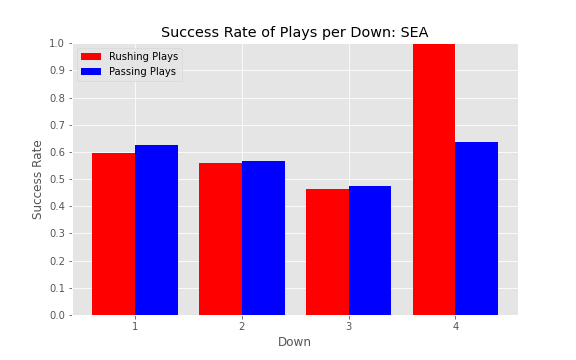 Success Rate of Plays per Down: SEA
1.0
0.9
0.8
0.7
0.6
0.5
0.4
0.3
0.2
0.1
0.0
Success Rate
Rushing Plays
Passing Plays
1 2 3 4
Down